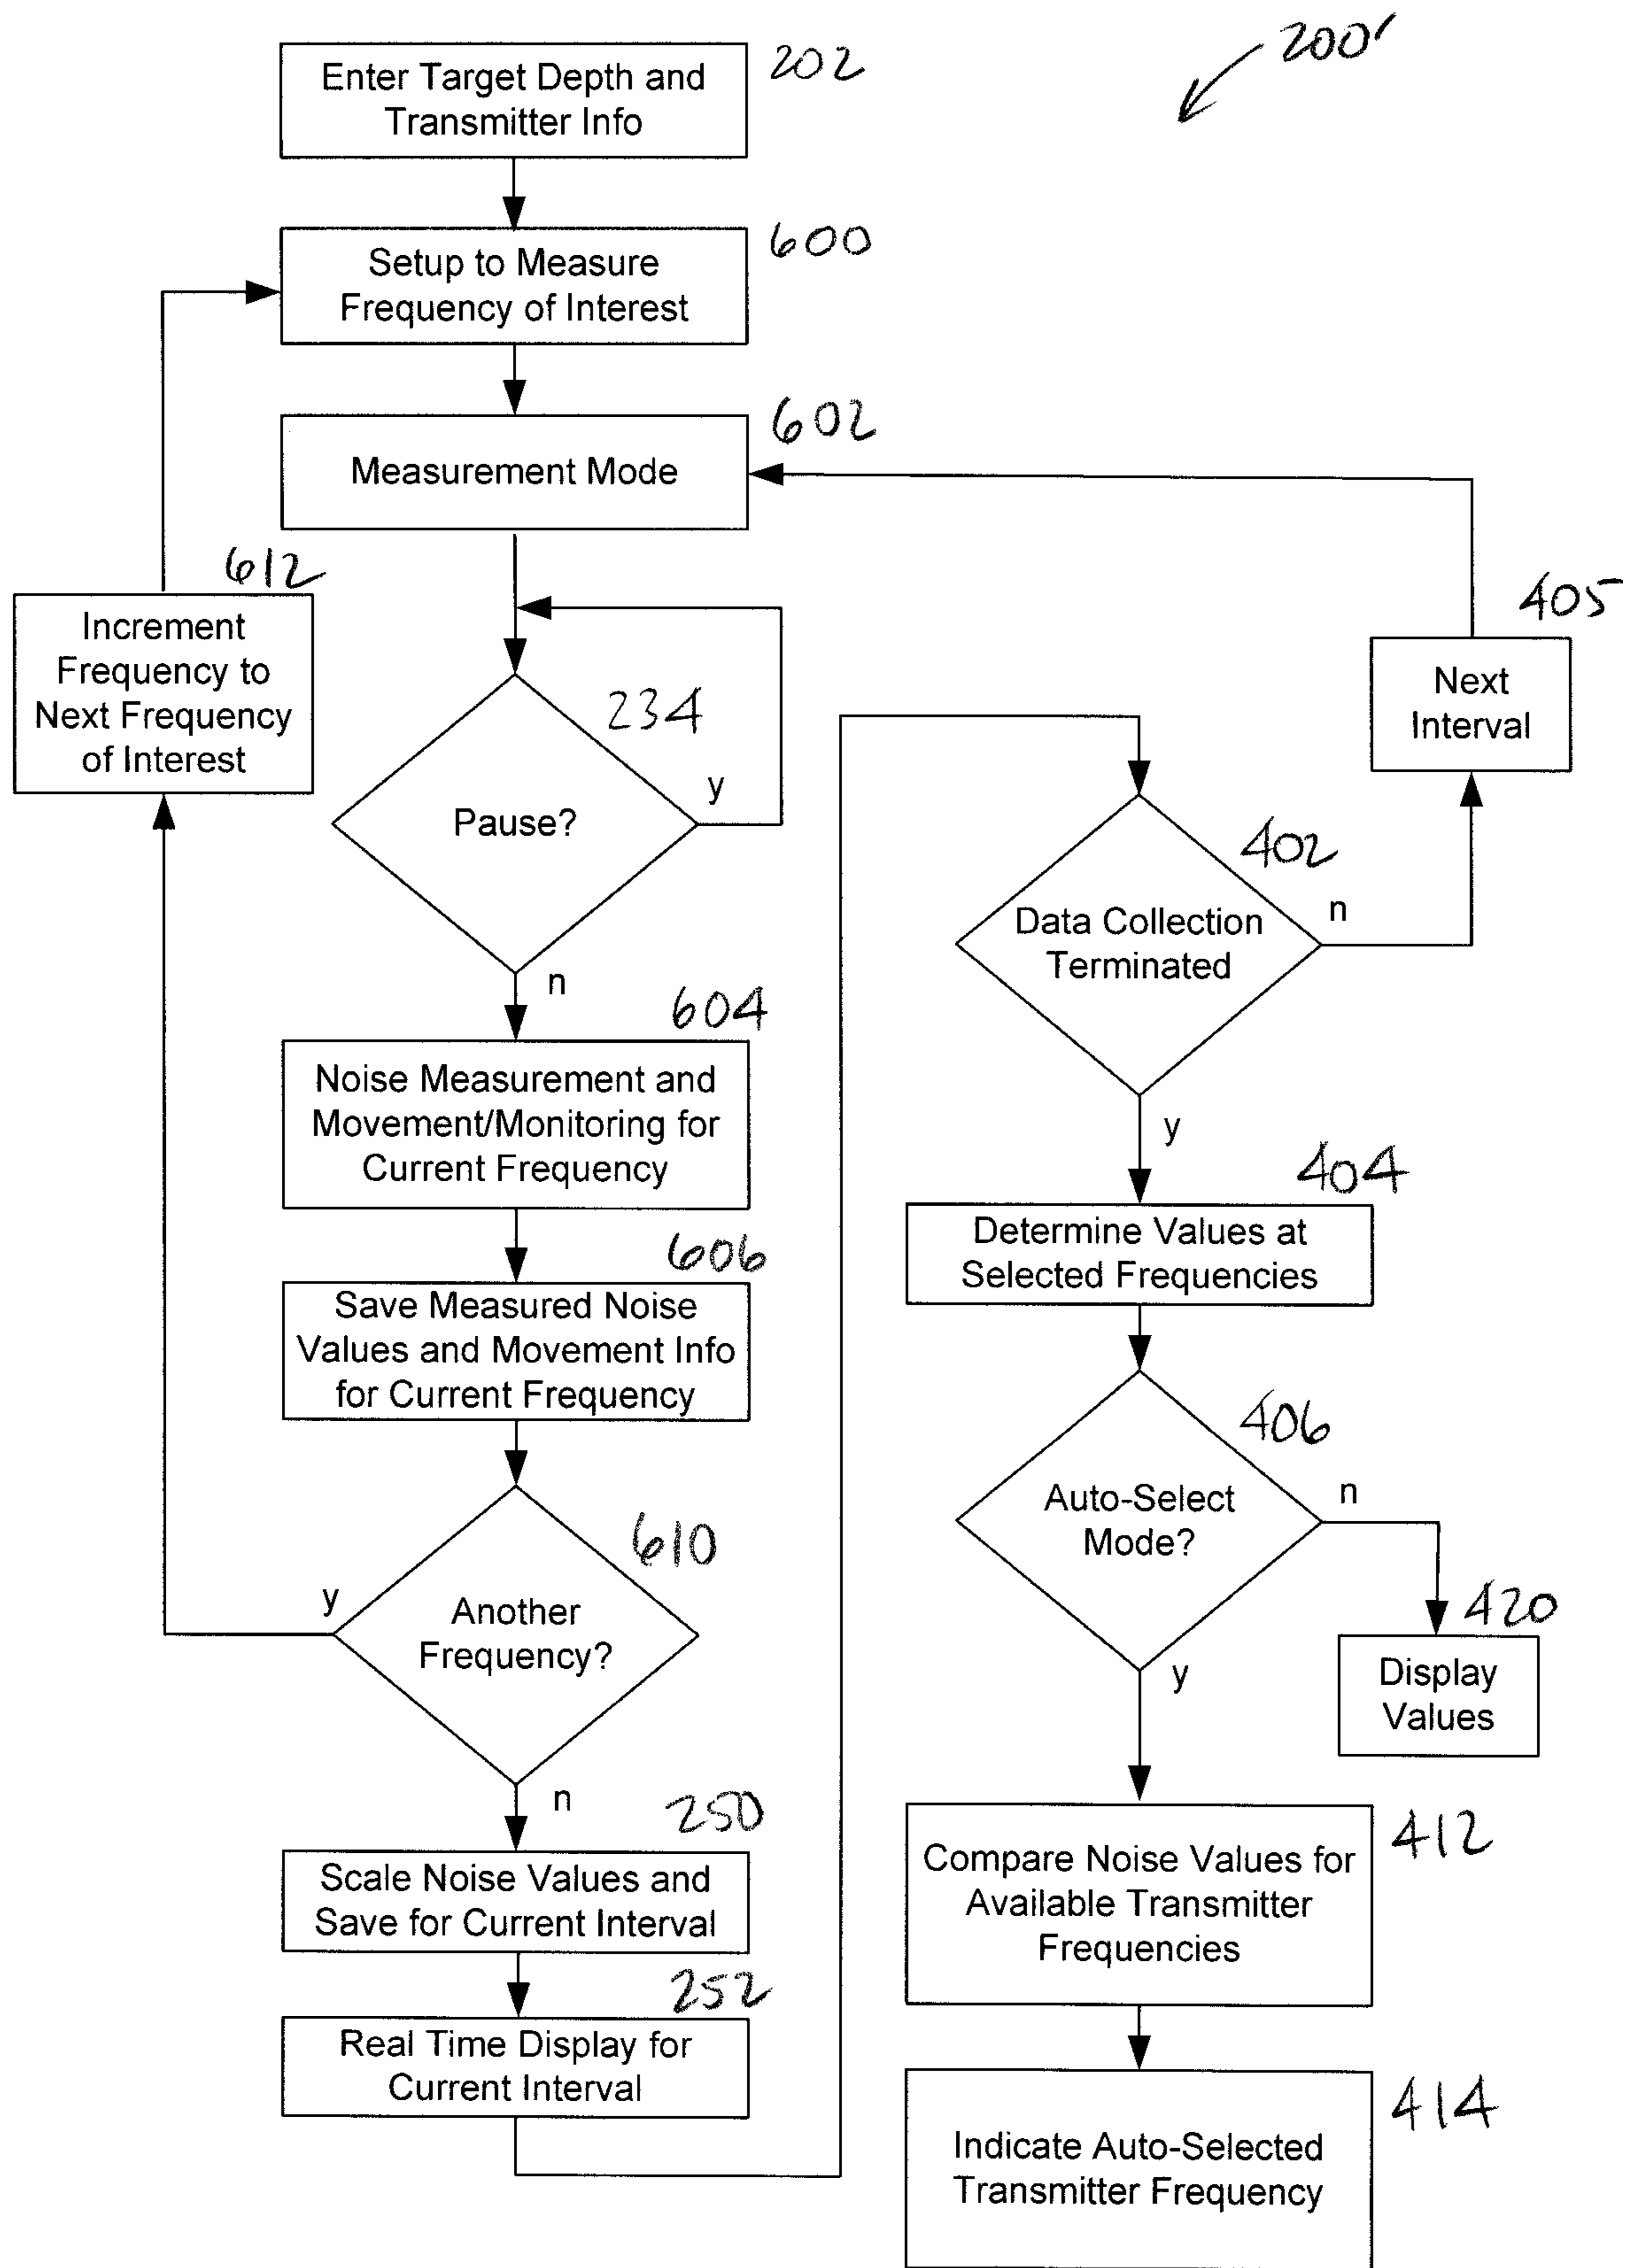 200'
Enter Target Depth and
Transmitter Info
202
Setup to Measure
Frequency of Interest
600
Measurement Mode
602
612
Increment
Frequency to
Next Frequency
of Interest
Pause?
234
y
n
604
Noise Measurement and
Movement/Monitoring for
Current Frequency
606
Save Measured Noise
Values and Movement Info
for Current Frequency
610
Another
Frequency?
y
n
250
Scale Noise Values and
Save for Current Interval
252
Real Time Display for
Current Interval
405
Next
Interval
402
Data Collection
Terminated
n
y
404
Determine Values at
Selected Frequencies
406
Auto-Select
Mode?
n
y
420
Display
Values
412
Compare Noise Values for
Available Transmitter
Frequencies
414
Indicate Auto-Selected
Transmitter Frequency